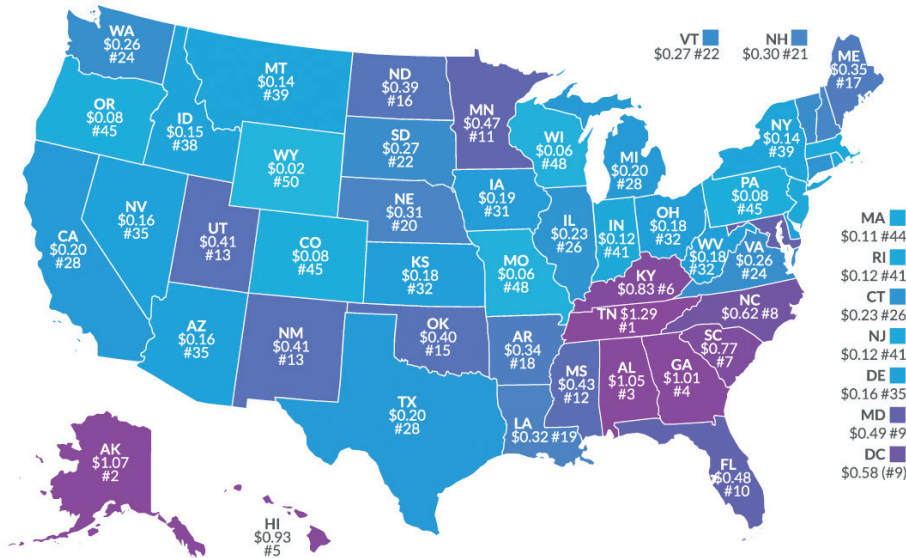 WA
$0.26
#24
OR
$0.08
#45
CA
$0.20
#28
NV
$0.16
#35
ID
$0.15
#38
MT
$0.14
#39
WY
$0.02
#50
UT
$0.41
#13
CO
$0.08
#45
AZ
$0.16
#35
NM
$0.41
#13
ND
$0.39
#16
SD
$0.27
#22
NE
$0.31
#20
KS
$0.18
#32
OK
$0.40
#15
TX
$0.20
#28
MN
$0.47
#11
IA
$0.19
#31
MO
$0.06
#48
AR
$0.34
#18
LA
$0.32 #19
WI
$0.06
#48
IL
$0.23
#26
MI
$0.20
#28
IN
$0.12
#41
OH
$0.18
#32
KY
$0.83 #6
TN $1.29
#1
MS
$0.43
#12
AL
$1.05
#3
GA
$1.01
#4
FL
$0.48
#10
SC
$0.77
#7
NC
$0.62 #8
VA
$0.26
#24
WV
$0.18
#32
PA
$0.08
#45
NY
$0.14
#39
VT
$0.27 #22
NH
$0.30 #21
ME
$0.35
#17
MA
$0.11 #44
RI
$0.12 #41
CT
$0.23 #26
NJ
$0.12 #41
DE
$0.16 #35
MD
$0.49 #9
DC
$0.58 (#9)
AK
$1.07
#2
HI
$0.93
#5